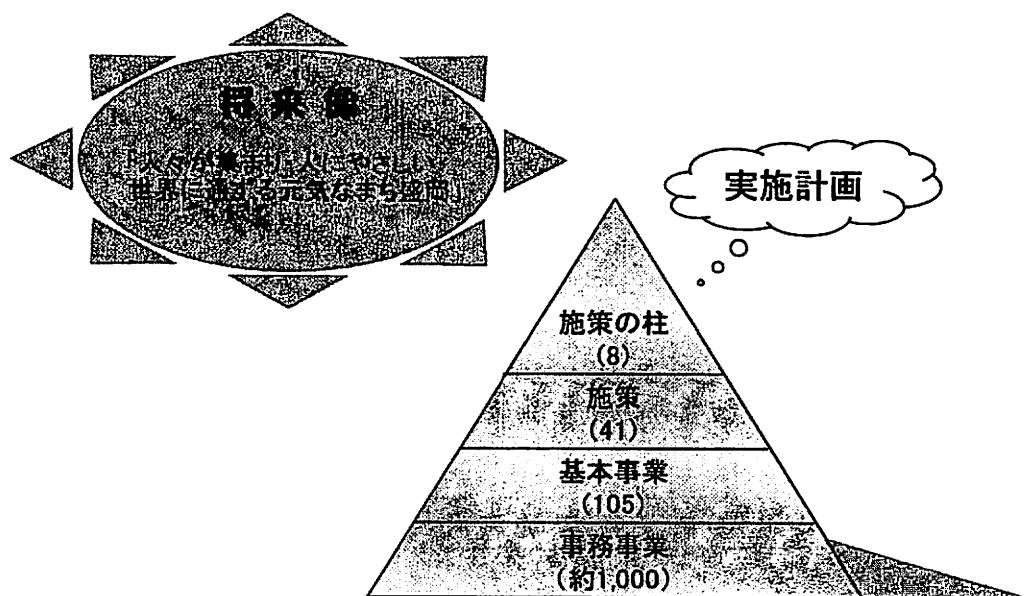 将来像
「人々が集まり人にやさしい
世界に通ずる元気なまち盛岡」
実施計画
施策の柱
(8)
施策
(41)
基本事業
(105)
事務事業
(約1,000)